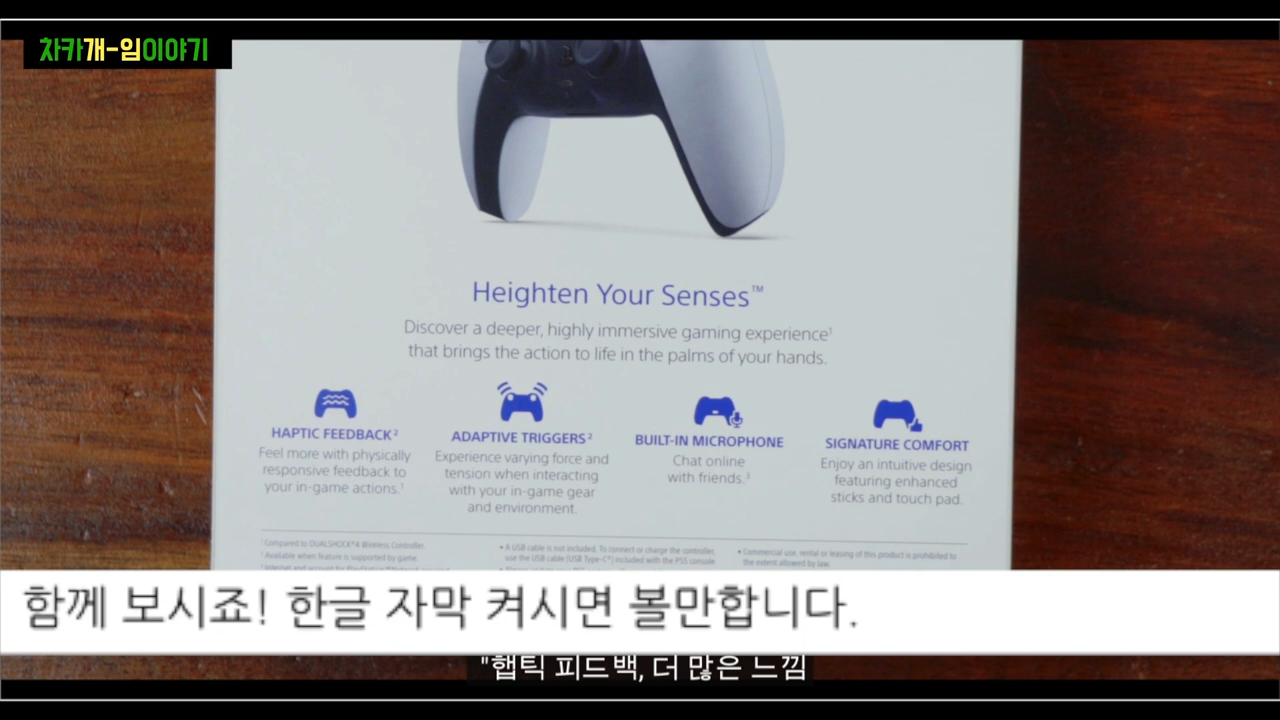 차카개-임이야기
Heighten Your Senses™
Discover a deeper, highly immersive gaming experience¹
that brings the action to life in the palms of your hands.
HAPTIC FEEDBACK²
Feel more with physically
responsive feedback to
your in-game actions.¹
ADAPTIVE TRIGGERS²
Experience varying force and
tension when interacting
with your in-game gear
and environment.
BUILT-IN MICROPHONE
Chat online
with friends.³
SIGNATURE COMFORT
Enjoy an intuitive design
featuring enhanced
sticks and touch pad.
¹ Compared to DUALSHOCK®4 Wireless Controller.
² Available when feature is supported by game.
• A USB cable is not included. To connect or charge the controller,
use the USB cable (USB Type-C®) included with the PS5 console
• Commercial use, rental or leasing of this product is prohibited to
the extent allowed by law.
함께 보시죠! 한글 자막 켜시면 볼만합니다.
"햅틱 피드백, 더 많은 느낌